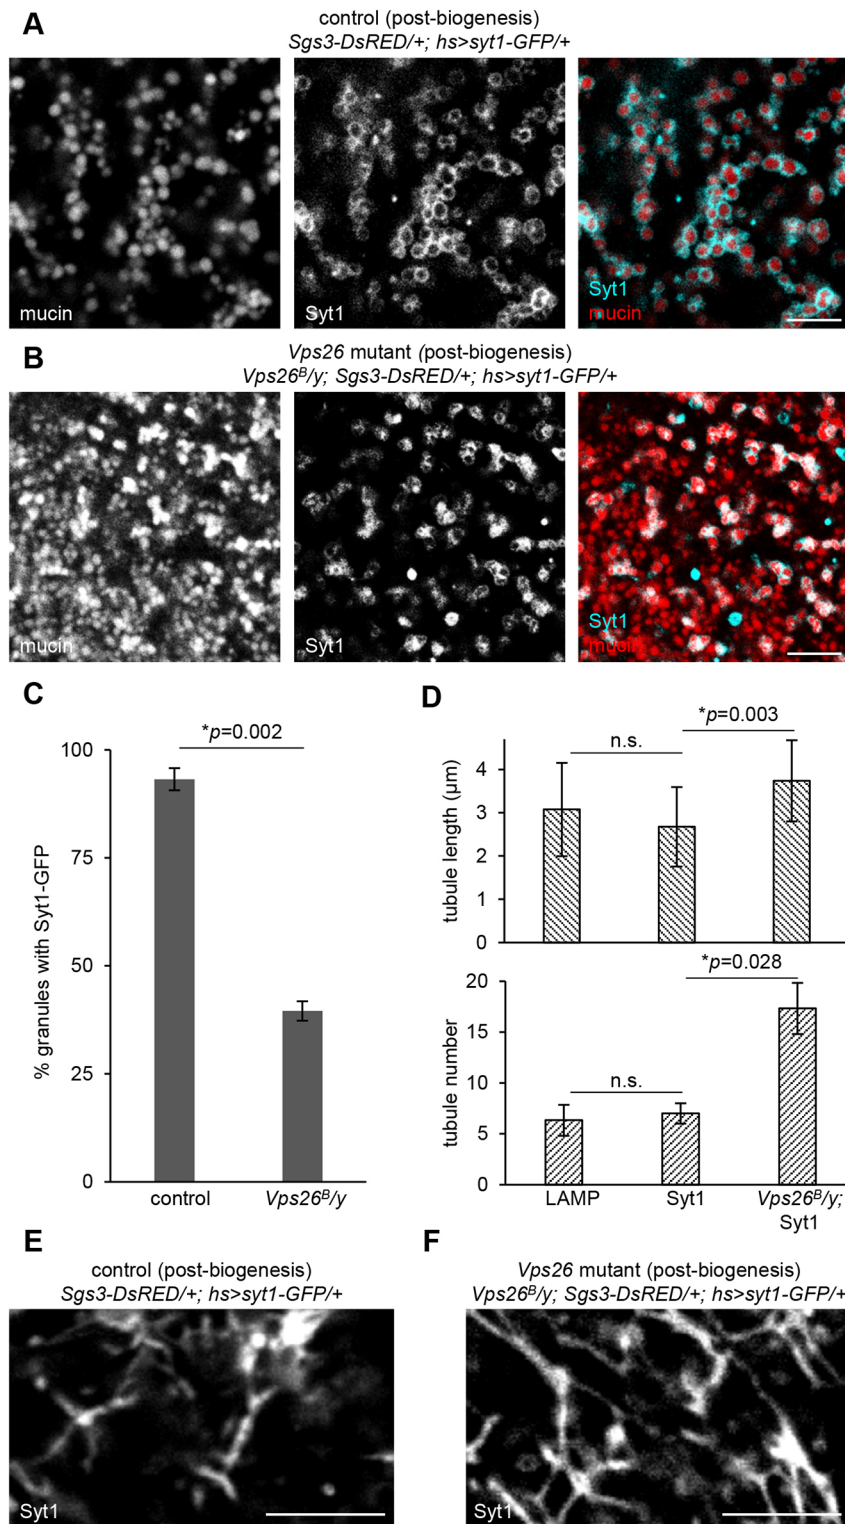 A
control (post-biogenesis)
Sgs3-DsRED/+; hs>syt1-GFP/+
mucin
Syt1
Syt1
mucin
B
Vps26 mutant (post-biogenesis)
Vps26ᴮ/y; Sgs3-DsRED/+; hs>syt1-GFP/+
mucin
Syt1
Syt1
mucin
C
*p=0.002
% granules with Syt1-GFP
100
75
50
25
0
control
Vps26ᴮ/y
D
*p=0.003
n.s.
tubule length (µm)
4
3
2
1
0
*p=0.028
n.s.
tubule number
20
15
10
5
0
LAMP
Syt1
Vps26ᴮ/y;
Syt1
E
control (post-biogenesis)
Sgs3-DsRED/+; hs>syt1-GFP/+
Syt1
F
Vps26 mutant (post-biogenesis)
Vps26ᴮ/y; Sgs3-DsRED/+; hs>syt1-GFP/+
Syt1